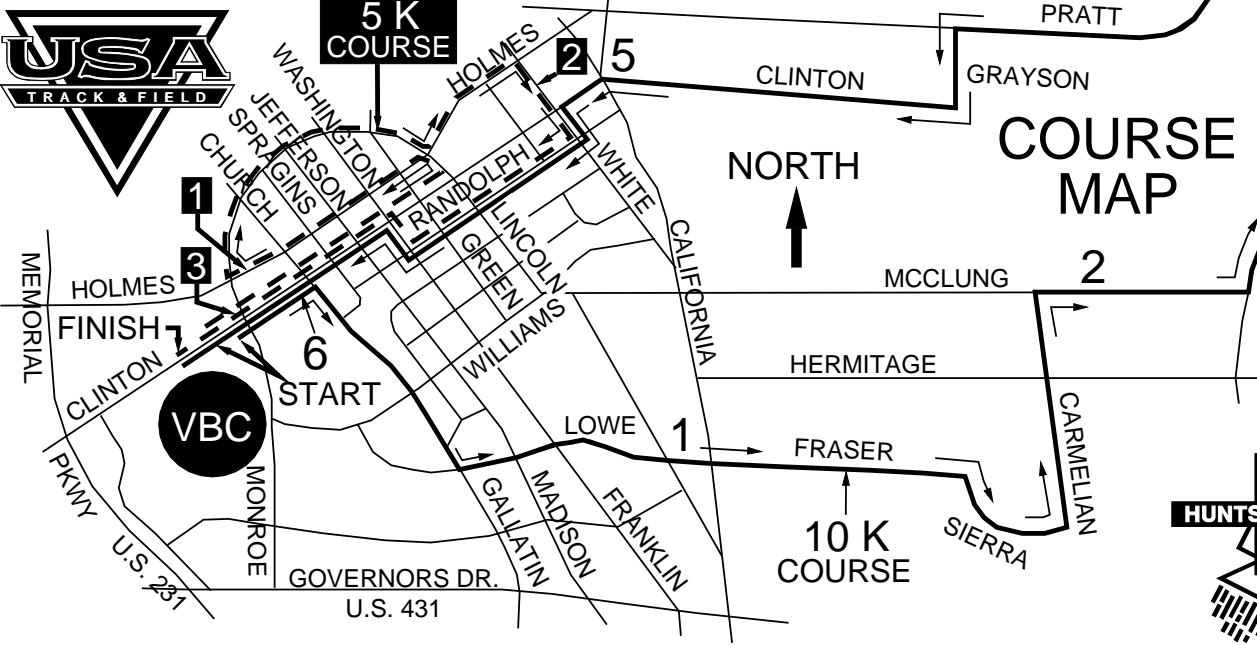 USA
TRACK & FIELD
5 K
COURSE
PRATT
HOLMES
2
5
CLINTON
GRAYSON
WASHINGTON
JEFFERSON
SPRAGINS
CHURCH
RANDOLPH
WHITE
NORTH
COURSE
MAP
1
3
HOLMES
MEMORIAL
PKWY
FINISH
CLINTON
6
START
VBC
LINCOLN
GREEN
WILLIAMS
CALIFORNIA
MCCLUNG
2
HERMITAGE
LOWE
1
FRASER
CARMELIAN
SIERRA
10 K
COURSE
MONROE
GALLATIN
MADISON
FRANKLIN
U.S. 231
GOVERNORS DR.
U.S. 431
HUNTS